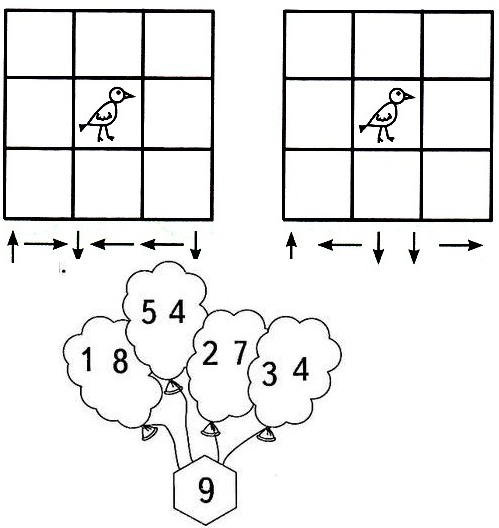 ↑ → ↓ ← ← ↓
↑ ← ↓ ↓ →
5 4
1 8
2 7
3 4
9